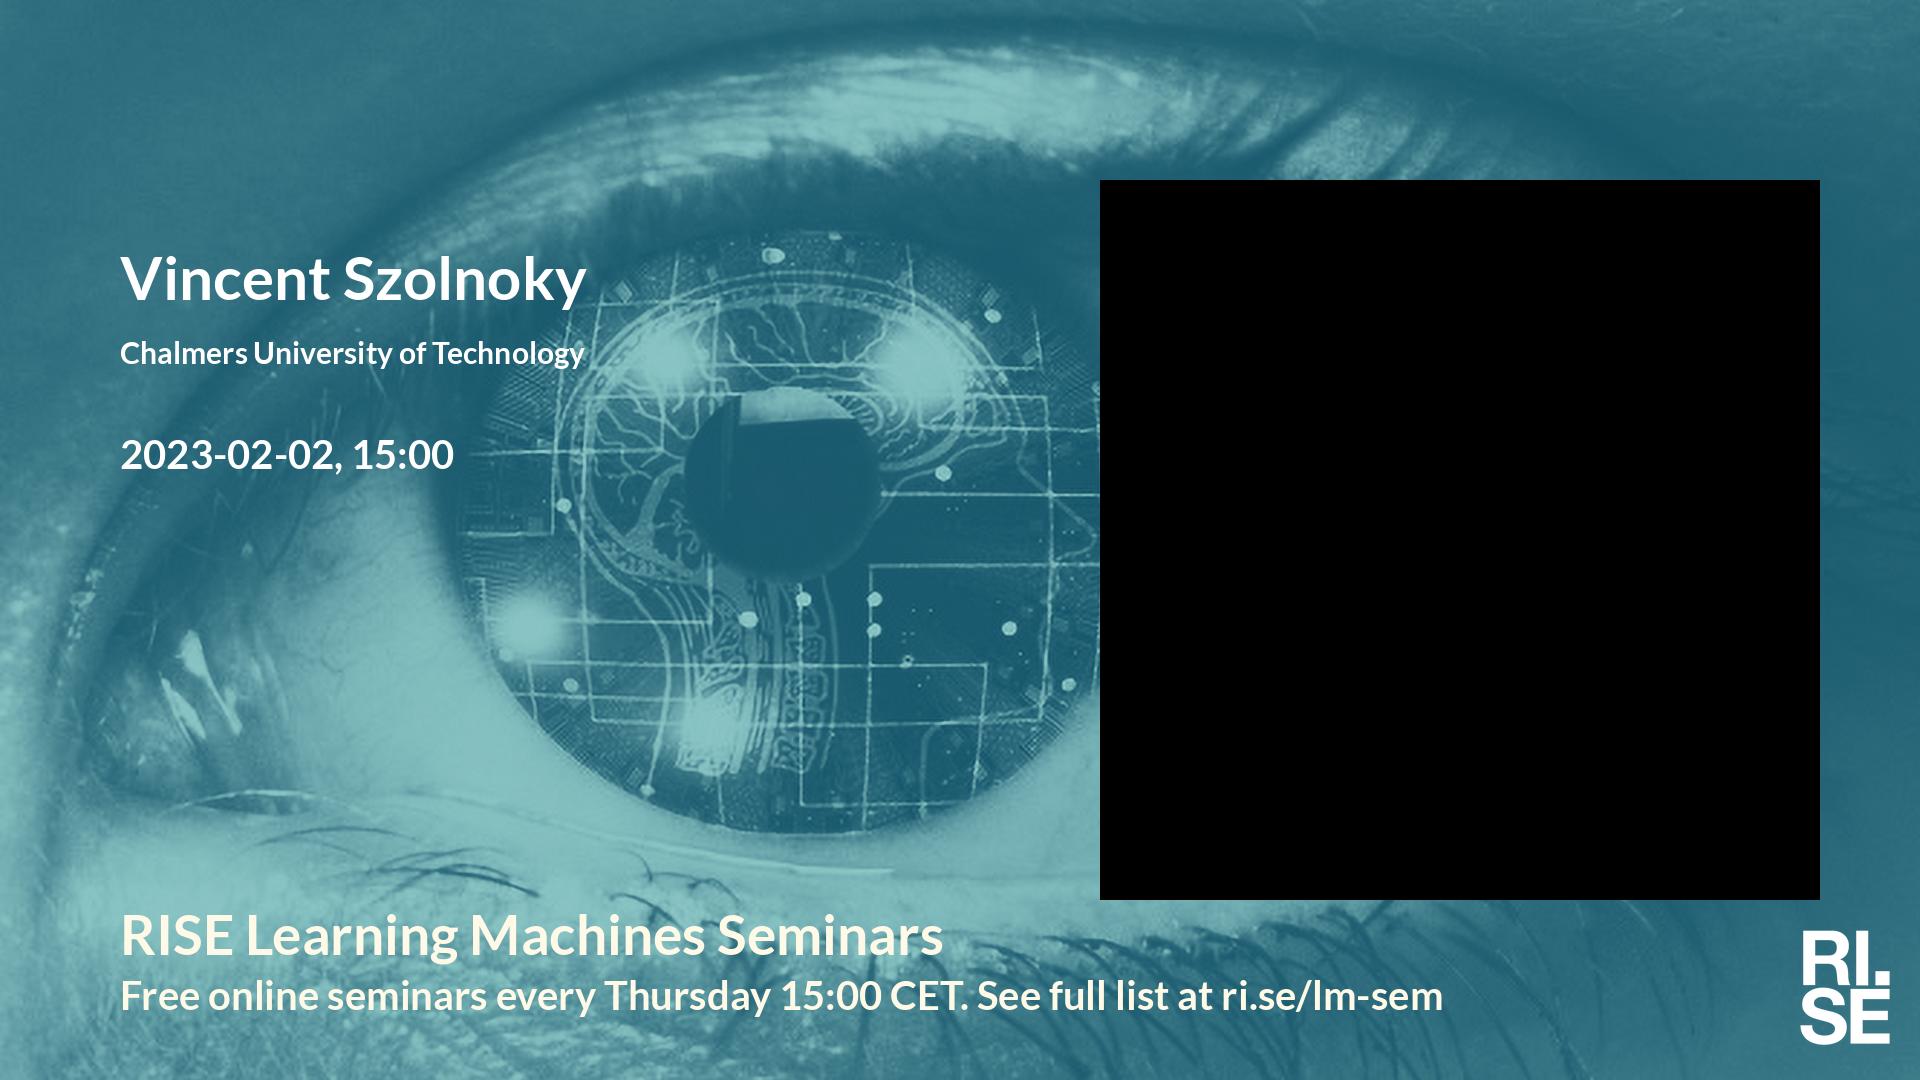 Vincent Szolnoky
Chalmers University of Technology
2023-02-02, 15:00
RISE Learning Machines Seminars
Free online seminars every Thursday 15:00 CET. See full list at ri.se/lm-sem
RI.
SE